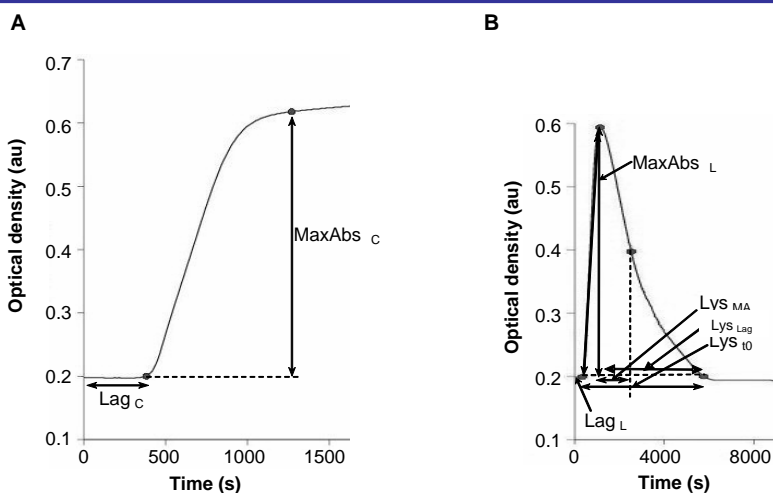 A
Optical density (au)
0.7
0.6
0.5
0.4
0.3
0.2
0.1
MaxAbs C
Lag C
0
500
1000
1500
Time (s)
B
Optical density (au)
0.6
0.5
0.4
0.3
0.2
0.1
MaxAbs L
Lys MA
Lys Lag
Lys t0
Lag L
0
4000
8000
Time (s)